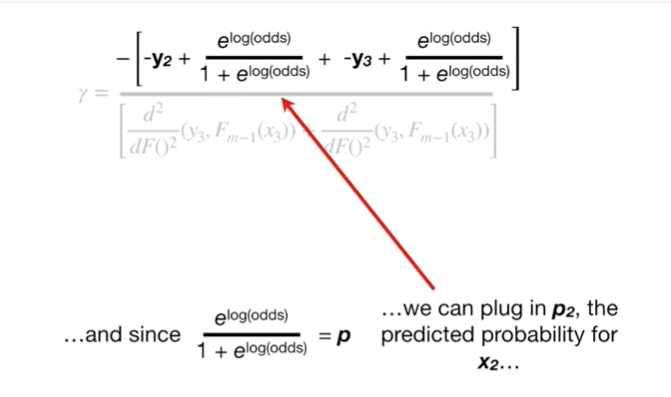 γ = -[-y₂ + e^log(odds) / (1 + e^log(odds)) + -y₃ + e^log(odds) / (1 + e^log(odds))]
[d² / dF()² (y₃, F_{m-1}(x₃)) + d² / dF()² (y₃, F_{m-1}(x₃))]
...and since e^log(odds) / (1 + e^log(odds)) = p
...we can plug in p₂, the
predicted probability for
x₂...